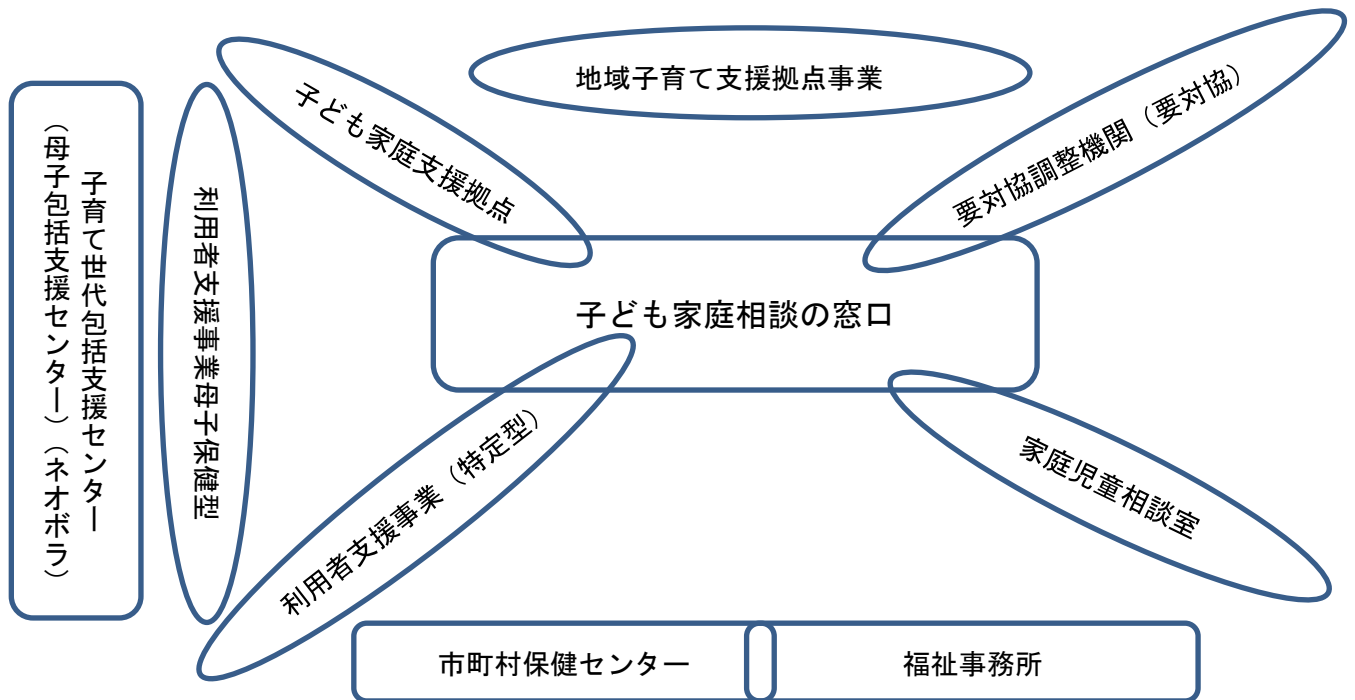 地域子育て支援拠点事業
子ども家庭支援拠点
要対協調整機関（要対協）
子育て世代包括支援センター
（母子包括支援センター）（ネオボラ）
利用者支援事業母子保健型
子ども家庭相談の窓口
利用者支援事業（特定型）
家庭児童相談室
市町村保健センター
福祉事務所